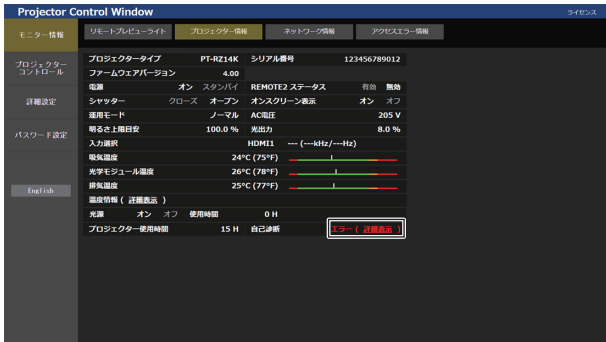 Projector Control Window
ライセンス
モニター情報
リモートプレビューライト
プロジェクター情報
ネットワーク情報
アクセスエラー情報
プロジェクター
コントロール
詳細設定
パスワード設定
English
プロジェクタータイプ PT-RZ14K シリアル番号 123456789012
ファームウェアバージョン 4.00
電源 オン スタンバイ REMOTE2 ステータス 有効 無効
シャッター クローズ オープン オンスクリーン表示 オン オフ
運用モード ノーマル AC電圧 205 V
明るさ上限目安 100.0 % 光出力 8.0 %
入力選択 HDMI1 --- (---kHz/---Hz)
吸気温度 24°C (75°F)
光学モジュール温度 26°C (78°F)
排気温度 25°C (77°F)
温度情報 ( 詳細表示 )
光源 オン オフ 使用時間 0 H
プロジェクター使用時間 15 H 自己診断 エラー ( 詳細表示 )